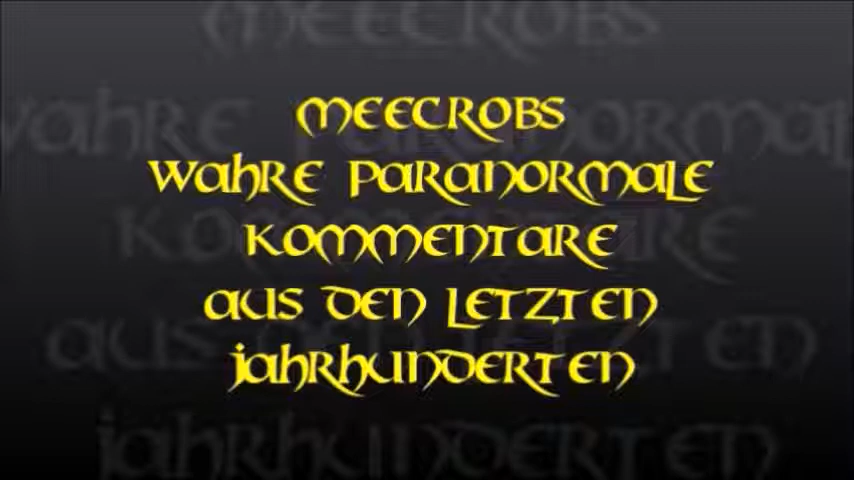 MEECROBS
WAHRE PARANORMALE
KOMMENTARE
AUS DEN LETZTEN
JAHRHUNDERTEN